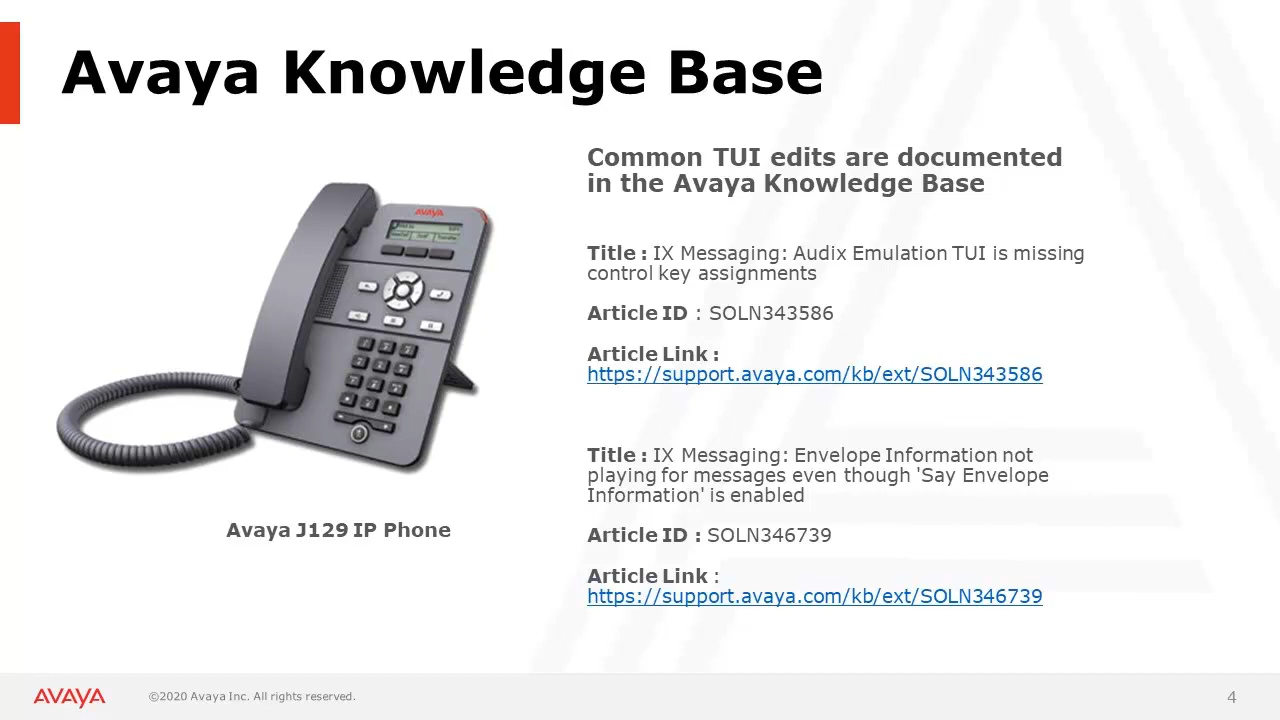 Avaya Knowledge Base
Common TUI edits are documented
in the Avaya Knowledge Base
AVAYA
Title : IX Messaging: Audix Emulation TUI is missing
control key assignments
Article ID : SOLN343586
Article Link :
https://support.avaya.com/kb/ext/SOLN343586
Title : IX Messaging: Envelope Information not
playing for messages even though 'Say Envelope
Information' is enabled
Avaya J129 IP Phone
Article ID : SOLN346739
Article Link :
https://support.avaya.com/kb/ext/SOLN346739
AVAYA
©2020 Avaya Inc. All rights reserved.
4